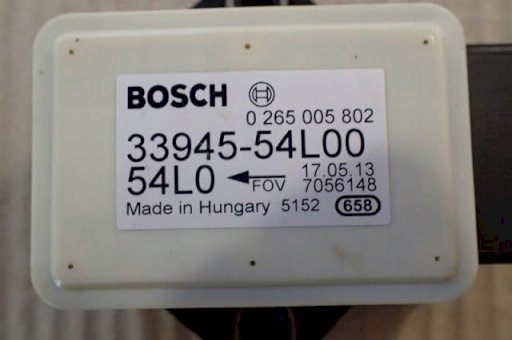 BOSCH
0 265 005 802
33945-54L00
54L0 FOV 17.05.13
7056148
Made in Hungary 5152 658